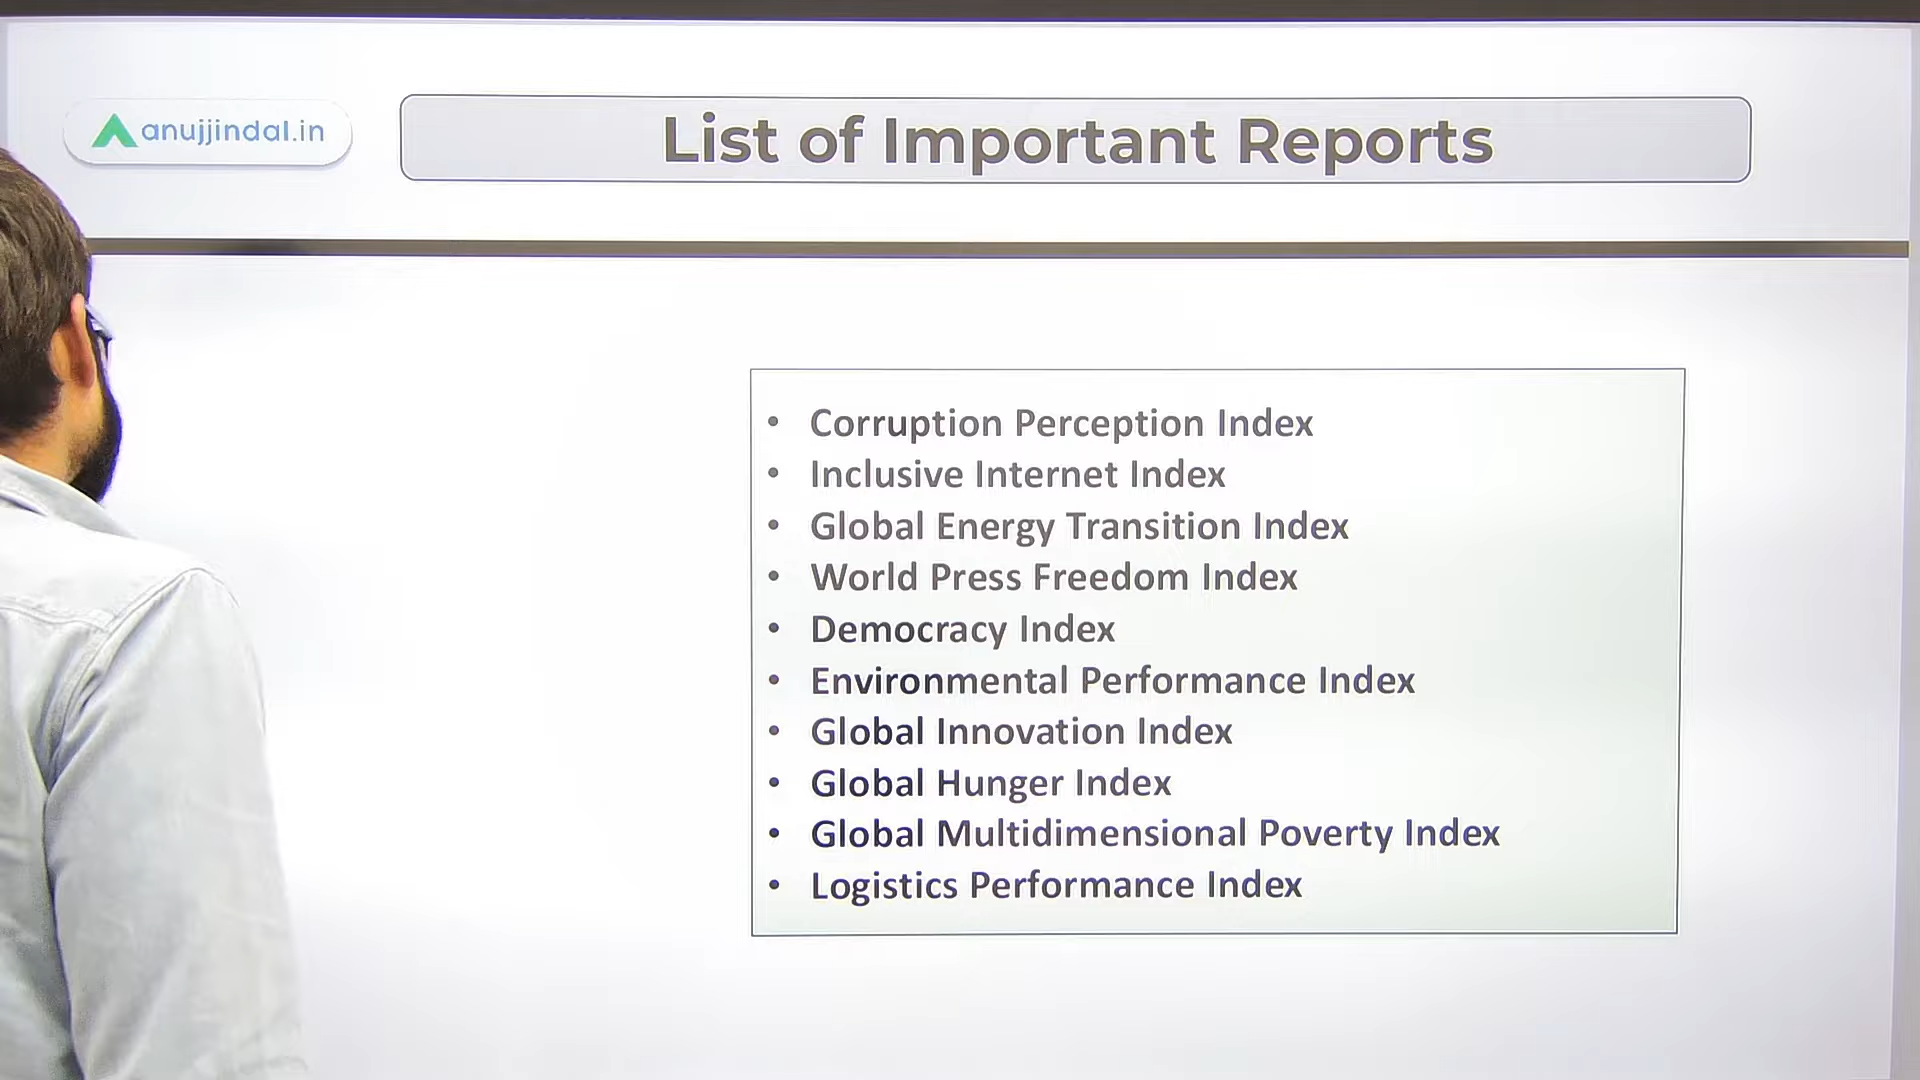 anujjindal.in
List of Important Reports
• Corruption Perception Index
• Inclusive Internet Index
• Global Energy Transition Index
• World Press Freedom Index
• Democracy Index
• Environmental Performance Index
• Global Innovation Index
• Global Hunger Index
• Global Multidimensional Poverty Index
• Logistics Performance Index